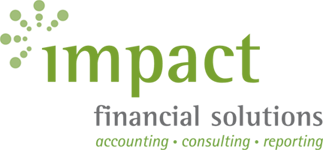 impact
financial solutions
accounting • consulting • reporting